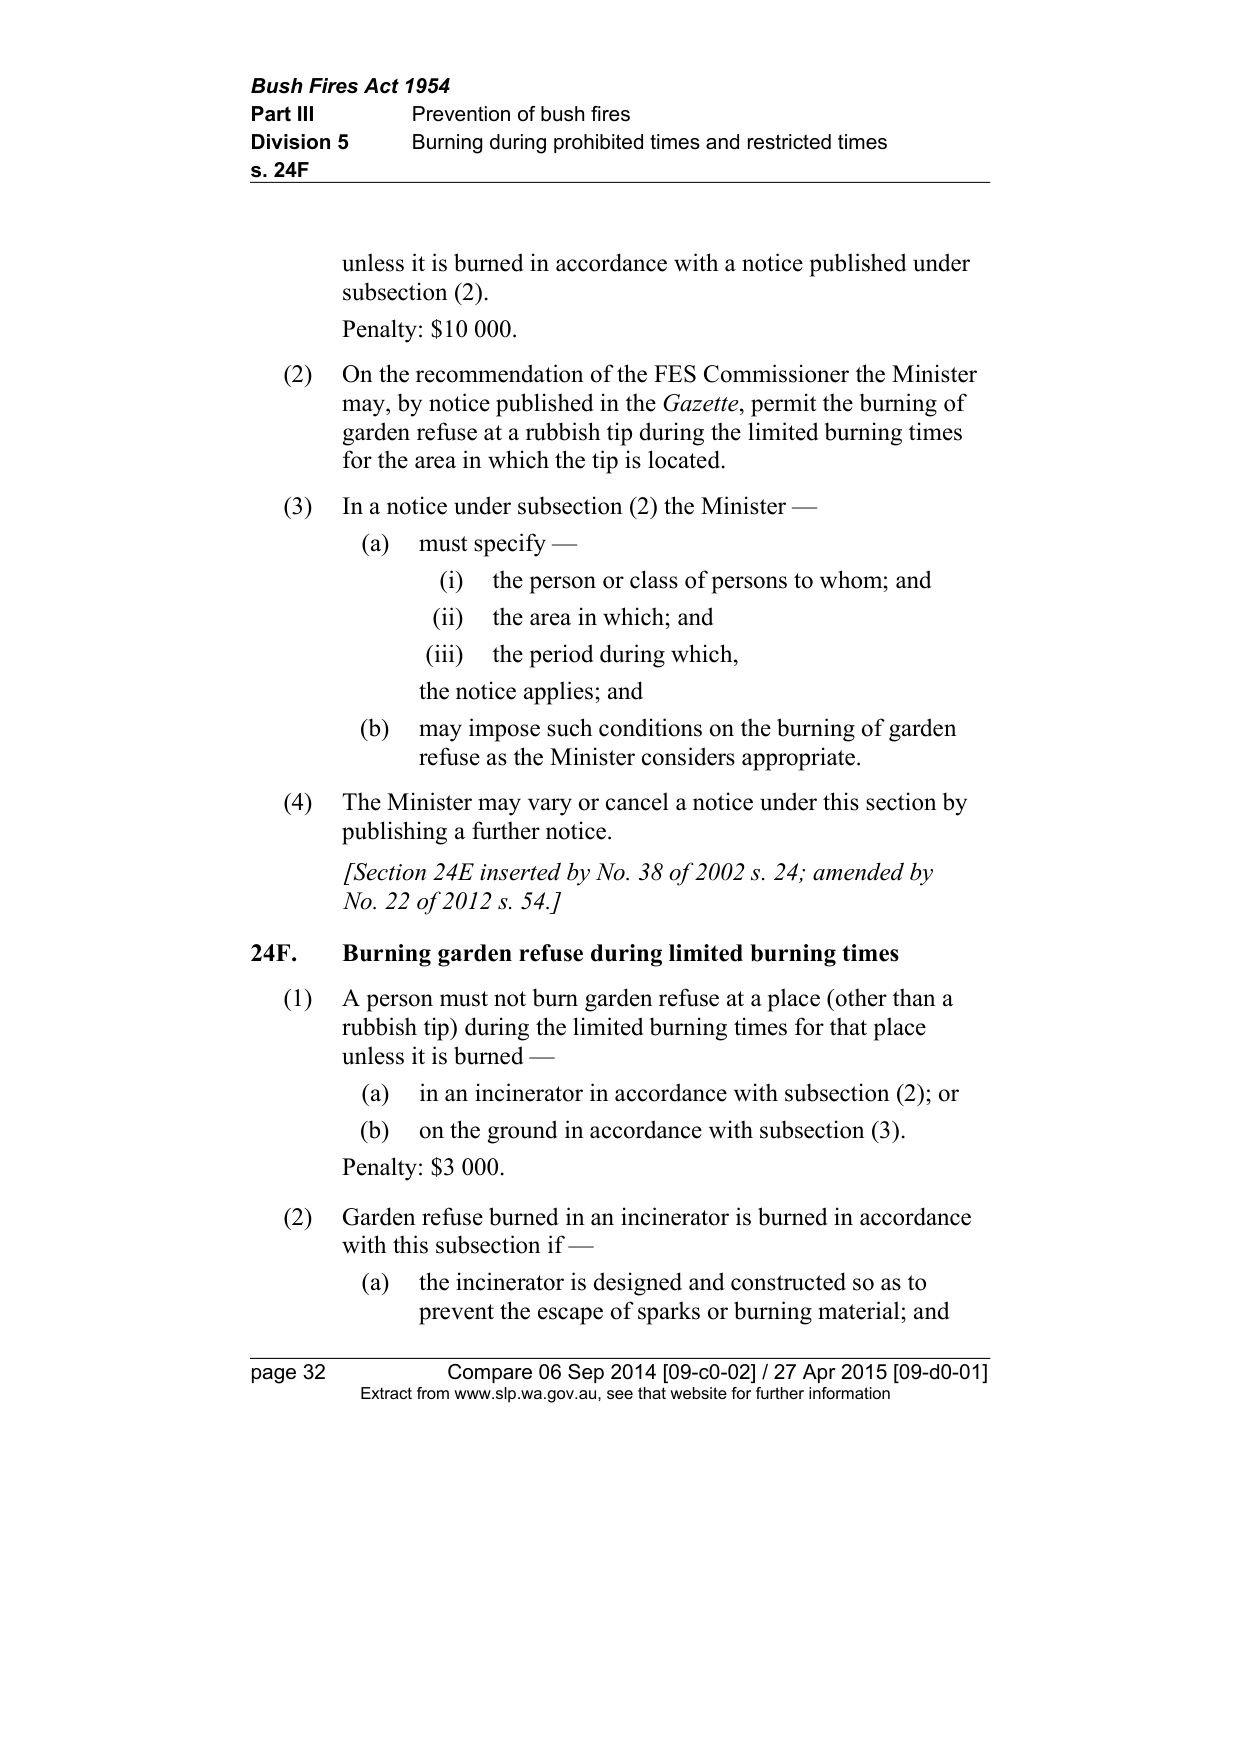 Bush Fires Act 1954
Part III Prevention of bush fires
Division 5 Burning during prohibited times and restricted times
s. 24F
unless it is burned in accordance with a notice published under
subsection (2).
Penalty: $10 000.
(2) On the recommendation of the FES Commissioner the Minister
may, by notice published in the Gazette, permit the burning of
garden refuse at a rubbish tip during the limited burning times
for the area in which the tip is located.
(3) In a notice under subsection (2) the Minister —
(a) must specify —
(i) the person or class of persons to whom; and
(ii) the area in which; and
(iii) the period during which,
the notice applies; and
(b) may impose such conditions on the burning of garden
refuse as the Minister considers appropriate.
(4) The Minister may vary or cancel a notice under this section by
publishing a further notice.
[Section 24E inserted by No. 38 of 2002 s. 24; amended by
No. 22 of 2012 s. 54.]
24F. Burning garden refuse during limited burning times
(1) A person must not burn garden refuse at a place (other than a
rubbish tip) during the limited burning times for that place
unless it is burned —
(a) in an incinerator in accordance with subsection (2); or
(b) on the ground in accordance with subsection (3).
Penalty: $3 000.
(2) Garden refuse burned in an incinerator is burned in accordance
with this subsection if —
(a) the incinerator is designed and constructed so as to
prevent the escape of sparks or burning material; and
page 32 Compare 06 Sep 2014 [09-c0-02] / 27 Apr 2015 [09-d0-01]
Extract from www.slp.wa.gov.au, see that website for further information